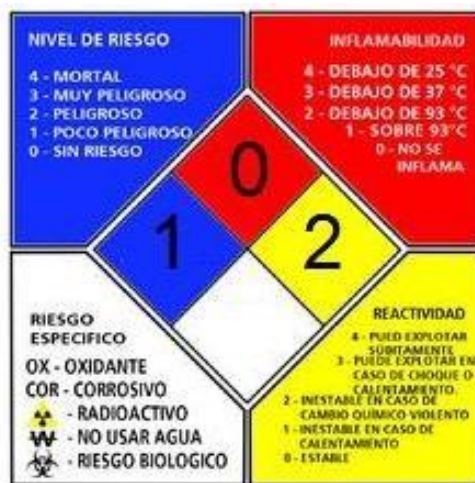 NIVEL DE RIESGO
4 - MORTAL
3 - MUY PELIGROSO
2 - PELIGROSO
1 - POCO PELIGROSO
0 - SIN RIESGO
INFLAMABILIDAD
4 - DEBAJO DE 25 °C
3 - DEBAJO DE 37 °C
2 - DEBAJO DE 93 °C
1 - SOBRE 93°C
0 - NO SE
INFLAMA
0
1
2
RIESGO
ESPECIFICO
OX - OXIDANTE
COR - CORROSIVO
- RADIOACTIVO
W - NO USAR AGUA
- RIESGO BIOLOGICO
REACTIVIDAD
4 - PUED EXPLOTAR
SÚBITAMENTE
3 - PUEDE EXPLOTAR EN
CASO DE CHOQUE O
CALENTAMIENTO.
2 - INESTABLE EN CASO DE
CAMBIO QUÍMICO VIOLENTO
1 - INESTABLE EN CASO DE
CALENTAMIENTO
0 - ESTABLE